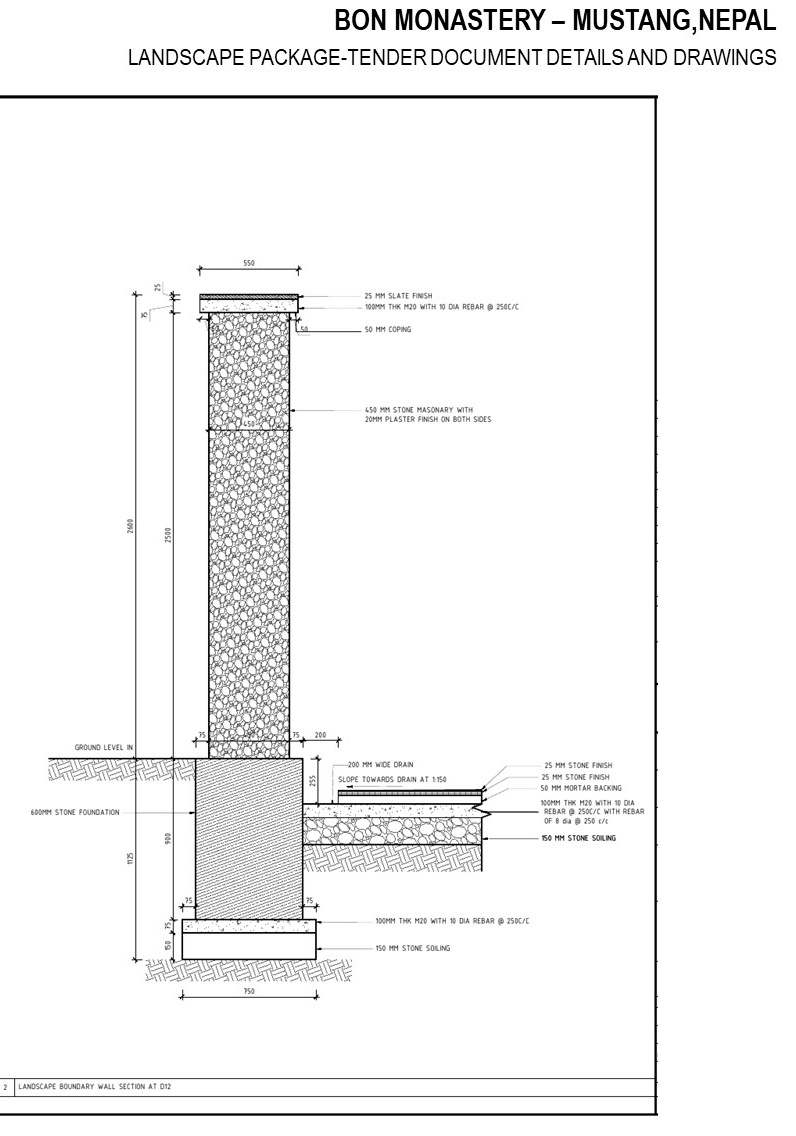 BON MONASTERY – MUSTANG,NEPAL
LANDSCAPE PACKAGE-TENDER DOCUMENT DETAILS AND DRAWINGS
550
25
75
25 MM SLATE FINISH
100MM THK M20 WITH 10 DIA REBAR @ 250C/C
50
50
50 MM COPING
450 MM STONE MASONARY WITH
20MM PLASTER FINISH ON BOTH SIDES
450
2600
2500
75
75
200
GROUND LEVEL IN
200 MM WIDE DRAIN
SLOPE TOWARDS DRAIN AT 1:150
255
25 MM STONE FINISH
25 MM STONE FINISH
50 MM MORTAR BACKING
100MM THK M20 WITH 10 DIA
REBAR @ 250C/C WITH REBAR
OF 8 dia @ 250 c/c
150 MM STONE SOILING
600MM STONE FOUNDATION
900
1125
75
75
75
100MM THK M20 WITH 10 DIA REBAR @ 250C/C
150
150 MM STONE SOILING
750
2 LANDSCAPE BOUNDARY WALL SECTION AT D12